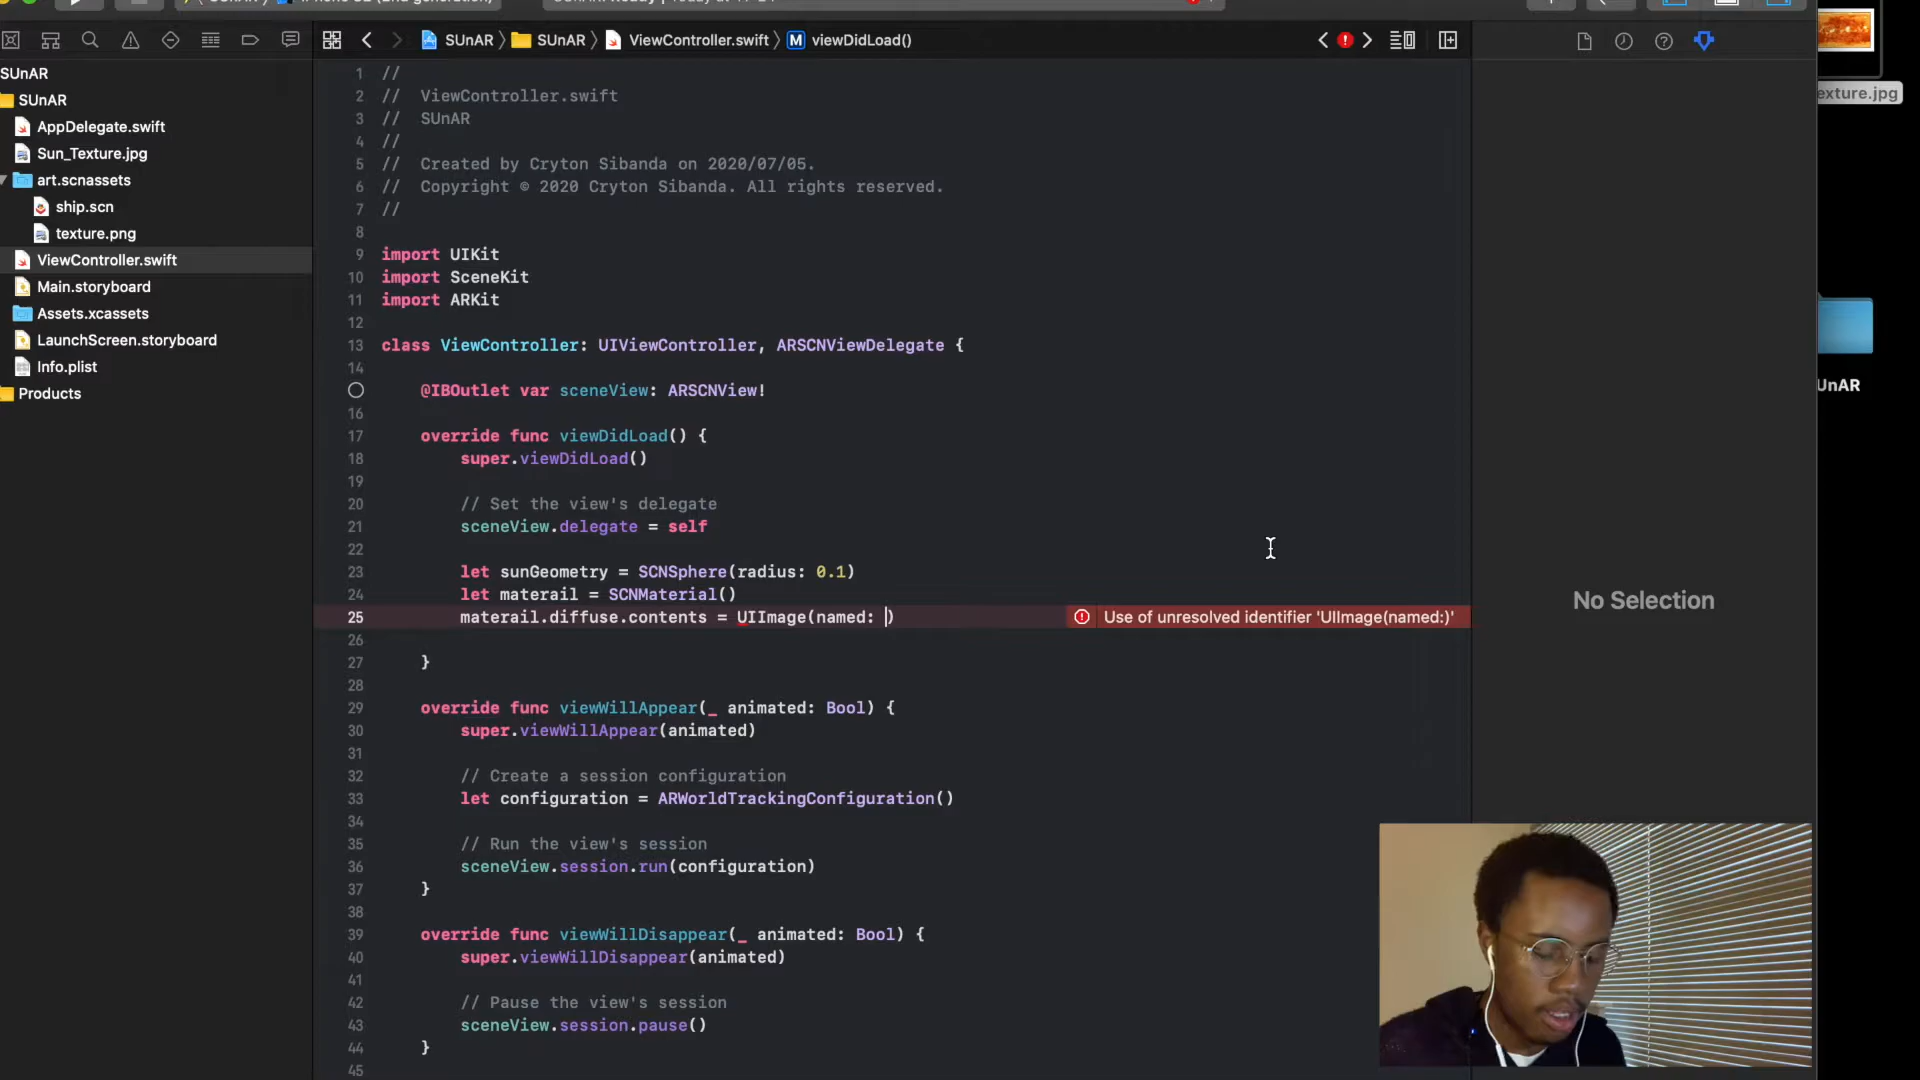 SUnAR
SUnAR
ViewController.swift
viewDidLoad()
SUnAR
SUnAR
AppDelegate.swift
Sun_Texture.jpg
art.scnassets
ship.scn
texture.png
ViewController.swift
Main.storyboard
Assets.xcassets
LaunchScreen.storyboard
Info.plist
Products
1 //
2 // ViewController.swift
3 // SUnAR
4 //
5 // Created by Cryton Sibanda on 2020/07/05.
6 // Copyright © 2020 Cryton Sibanda. All rights reserved.
7 //
8
9 import UIKit
10 import SceneKit
11 import ARKit
12
13 class ViewController: UIViewController, ARSCNViewDelegate {
14
@IBOutlet var sceneView: ARSCNView!
16
17 override func viewDidLoad() {
18 super.viewDidLoad()
19
20 // Set the view's delegate
21 sceneView.delegate = self
22
23 let sunGeometry = SCNSphere(radius: 0.1)
24 let materail = SCNMaterial()
25 materail.diffuse.contents = UIImage(named: ) Use of unresolved identifier 'UIImage(named:)'
26
27 }
28
29 override func viewWillAppear(_ animated: Bool) {
30 super.viewWillAppear(animated)
31
32 // Create a session configuration
33 let configuration = ARWorldTrackingConfiguration()
34
35 // Run the view's session
36 sceneView.session.run(configuration)
37 }
38
39 override func viewWillDisappear(_ animated: Bool) {
40 super.viewWillDisappear(animated)
41
42 // Pause the view's session
43 sceneView.session.pause()
44 }
45
No Selection
exture.jpg
UnAR